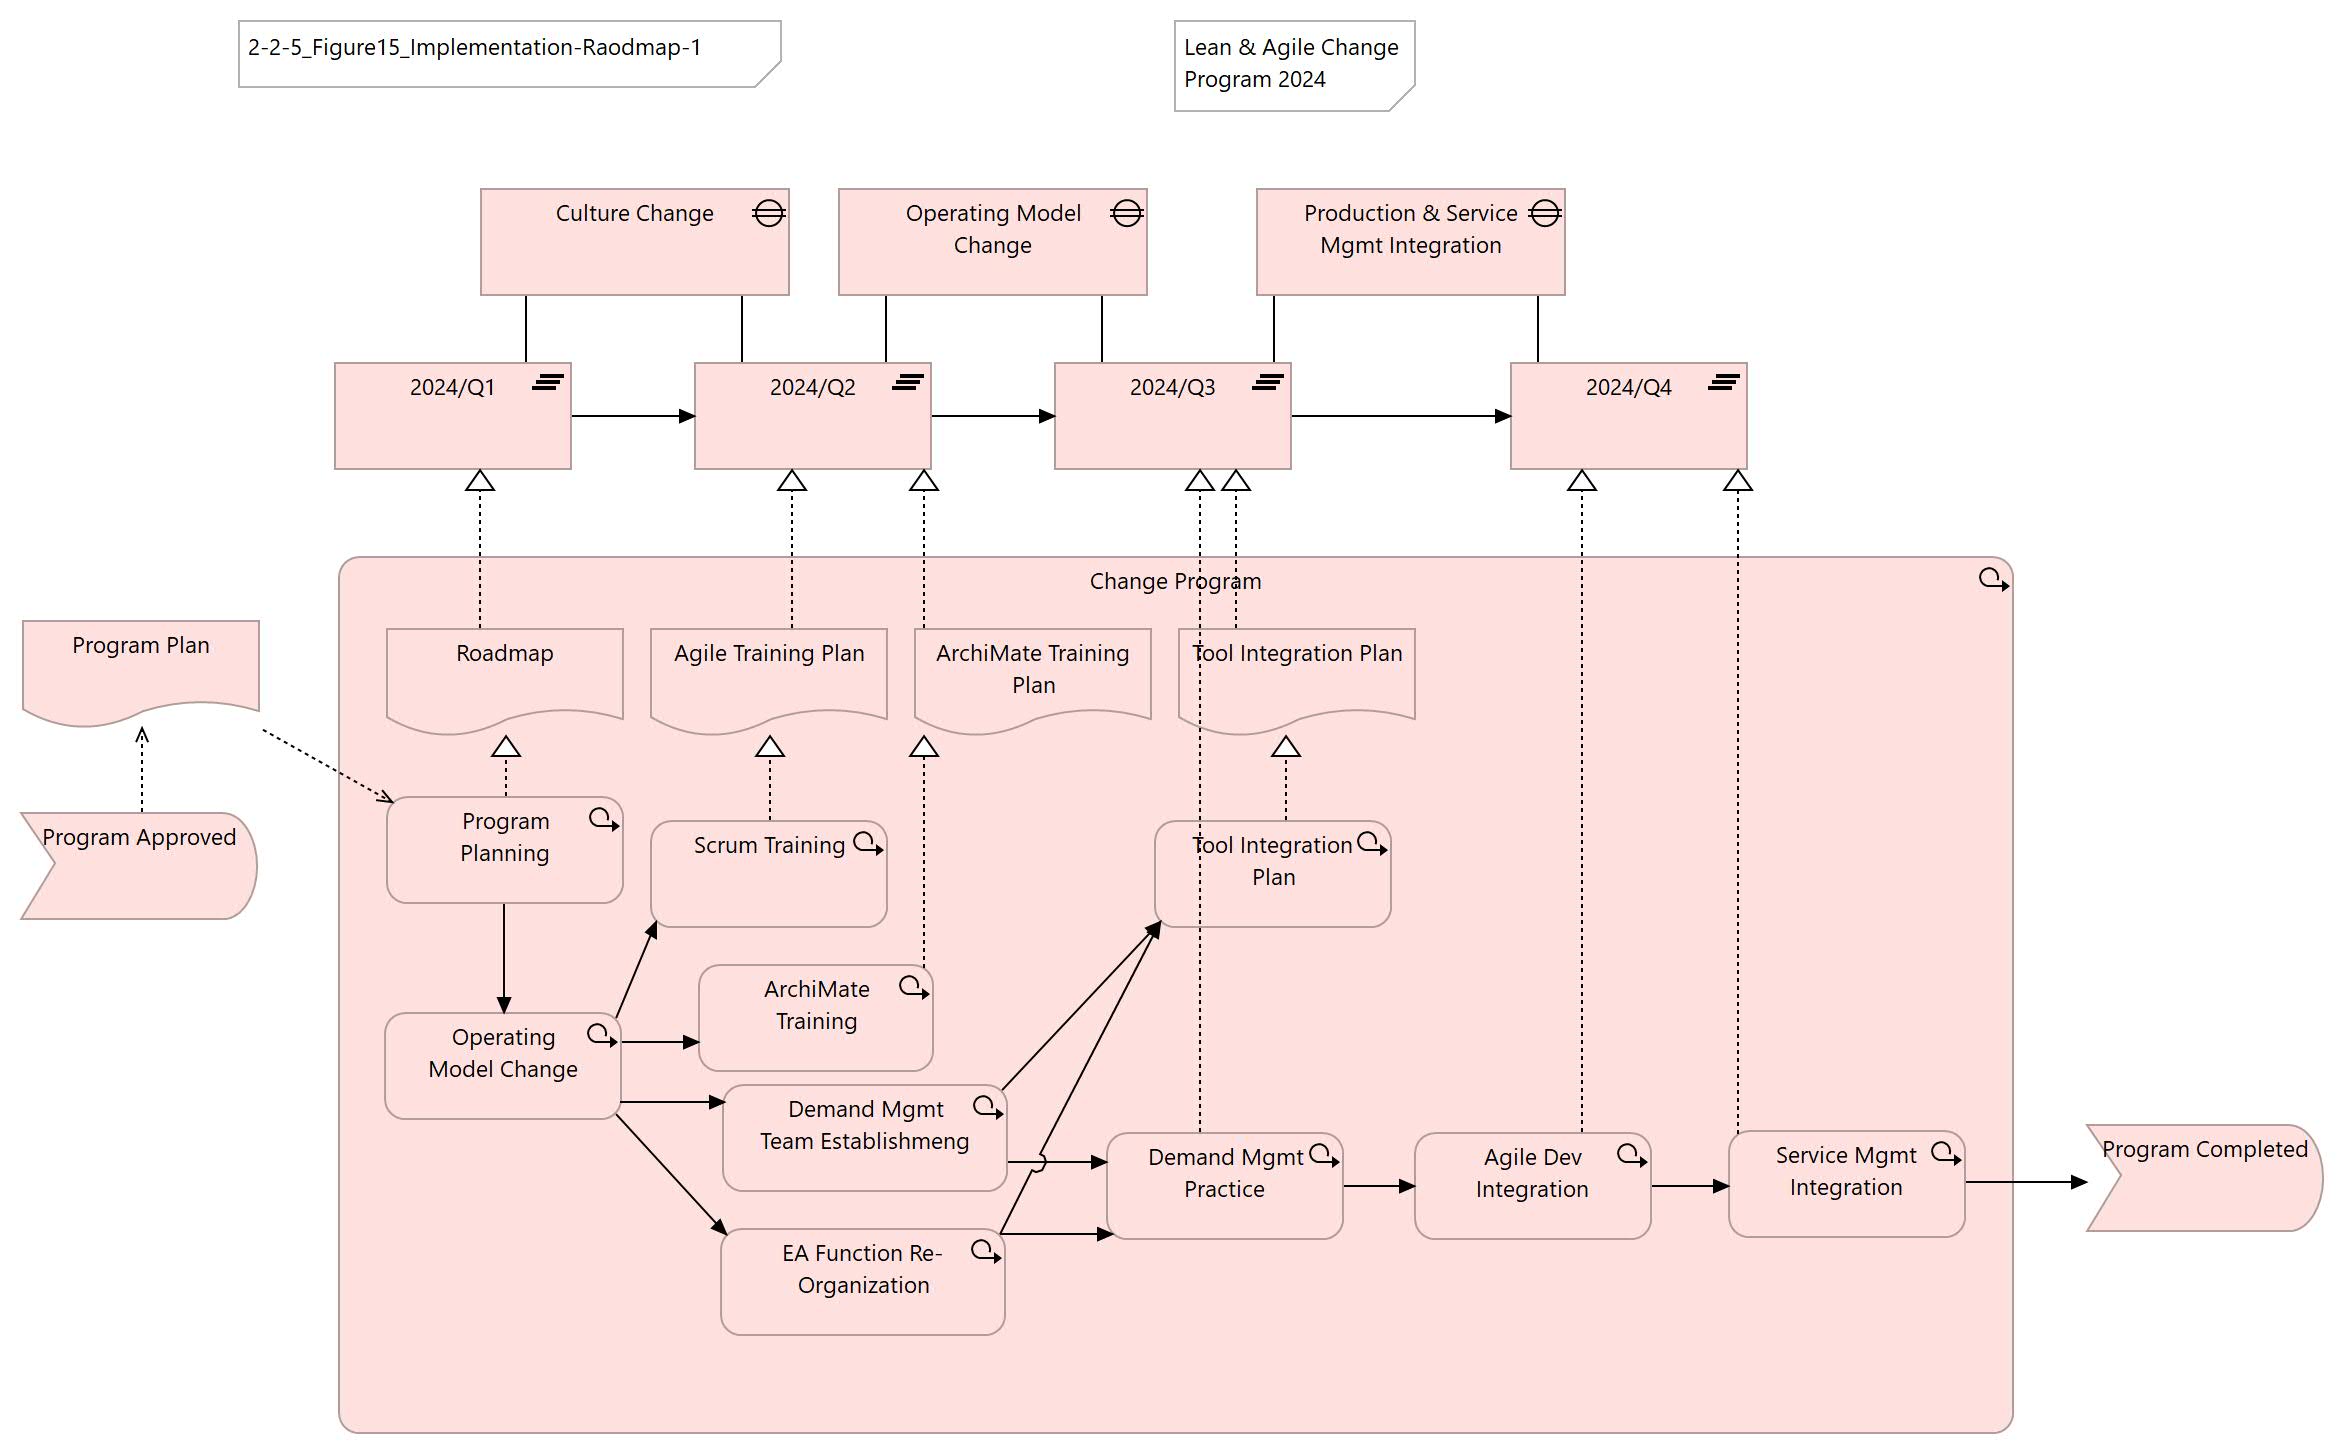 2-2-5_Figure15_Implementation-Raodmap-1
Lean & Agile Change
Program 2024
Culture Change
Operating Model
Change
Production & Service
Mgmt Integration
2024/Q1
2024/Q2
2024/Q3
2024/Q4
Change Program
Program Plan
Roadmap
Agile Training Plan
ArchiMate Training
Plan
Tool Integration Plan
Program Approved
Program
Planning
Scrum Training
Tool Integration
Plan
ArchiMate
Training
Operating
Model Change
Demand Mgmt
Team Establishmeng
Demand Mgmt
Practice
Agile Dev
Integration
Service Mgmt
Integration
Program Completed
EA Function Re-
Organization